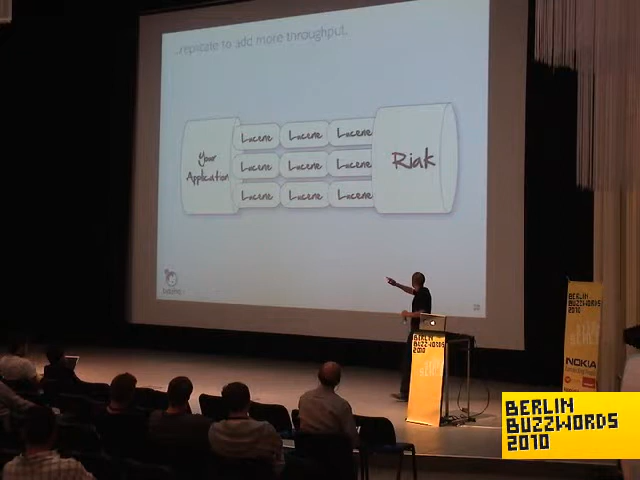 ..replicate to add more throughput.
Your
Application
Lucene Lucene Lucene
Lucene Lucene Lucene
Lucene Lucene Lucene
Riak
BERLIN
BUZZWORDS
2010
BERLIN
BUZZWORDS
2010
NOKIA
BERLIN
BUZZWORDS
2010